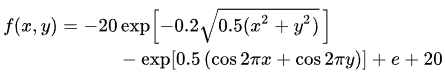 f(x, y) = −20 exp[−0.2√(0.5(x² + y²))]
− exp[0.5 (cos 2πx + cos 2πy)] + e + 20